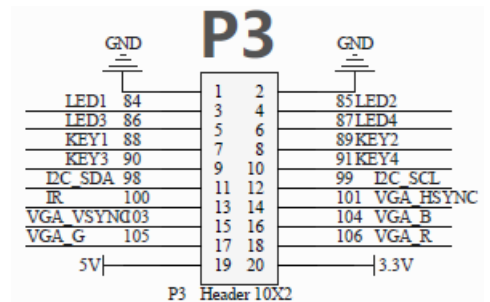 P3
GND GND
1 2
LED1 84 3 4 85 LED2
LED3 86 5 6 87 LED4
KEY1 88 7 8 89 KEY2
KEY3 90 9 10 91 KEY4
I2C_SDA 98 11 12 99 I2C_SCL
IR 100 13 14 101 VGA_HSYNC
VGA_VSYNC 103 15 16 104 VGA_B
VGA_G 105 17 18 106 VGA_R
5V 19 20 3.3V
P3 Header 10X2